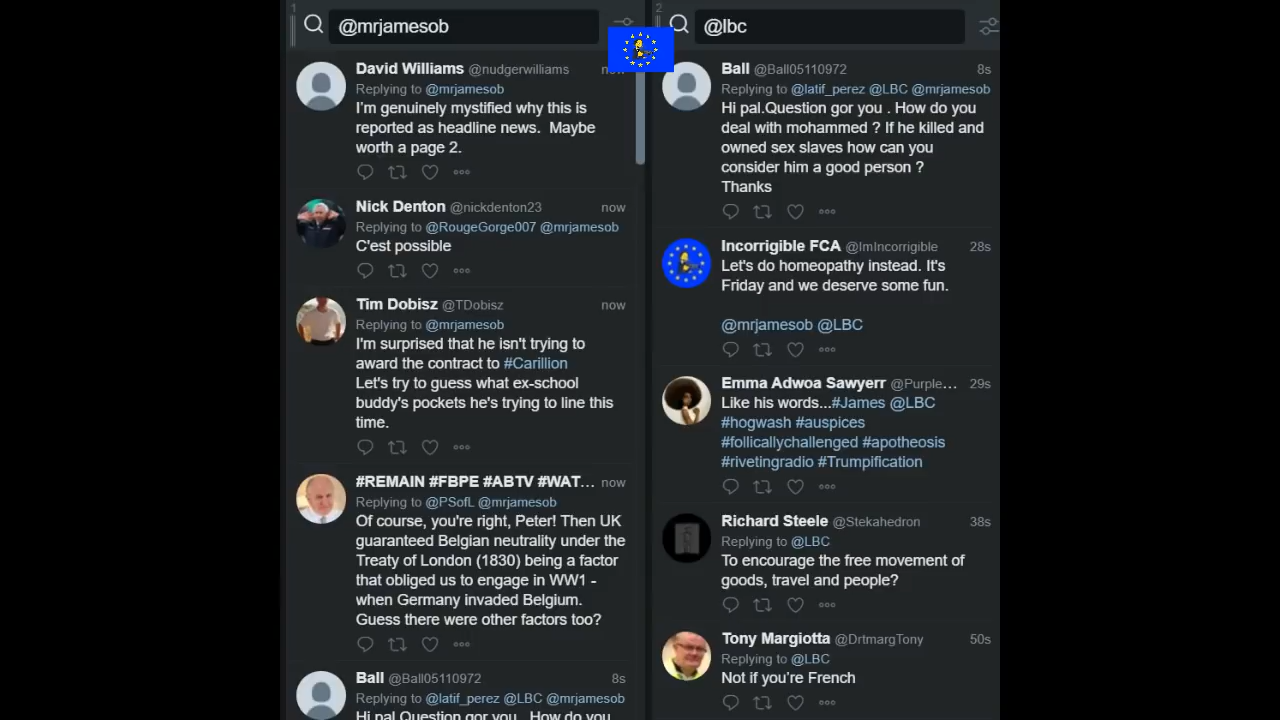 1
@mrjamesob
David Williams @nudgerwilliams
Replying to @mrjamesob
I'm genuinely mystified why this is
reported as headline news. Maybe
worth a page 2.
Nick Denton @nickdenton23 now
Replying to @RougeGorge007 @mrjamesob
C'est possible
Tim Dobisz @TDobisz now
Replying to @mrjamesob
I'm surprised that he isn't trying to
award the contract to #Carillion
Let's try to guess what ex-school
buddy's pockets he's trying to line this
time.
#REMAIN #FBPE #ABTV #WAT... now
Replying to @PSofL @mrjamesob
Of course, you're right, Peter! Then UK
guaranteed Belgian neutrality under the
Treaty of London (1830) being a factor
that obliged us to engage in WW1 -
when Germany invaded Belgium.
Guess there were other factors too?
Ball @Ball05110972 8s
Replying to @latif_perez @LBC @mrjamesob
Hi pal.Question gor you . How do you
2
@lbc
Ball @Ball05110972 8s
Replying to @latif_perez @LBC @mrjamesob
Hi pal.Question gor you . How do you
deal with mohammed ? If he killed and
owned sex slaves how can you
consider him a good person ?
Thanks
Incorrigible FCA @ImIncorrigible 28s
Let's do homeopathy instead. It's
Friday and we deserve some fun.
@mrjamesob @LBC
Emma Adwoa Sawyerr @Purple... 29s
Like his words...#James @LBC
#hogwash #auspices
#follicallychallenged #apotheosis
#rivetingradio #Trumpification
Richard Steele @Stekahedron 38s
Replying to @LBC
To encourage the free movement of
goods, travel and people?
Tony Margiotta @DrtmargTony 50s
Replying to @LBC
Not if you're French